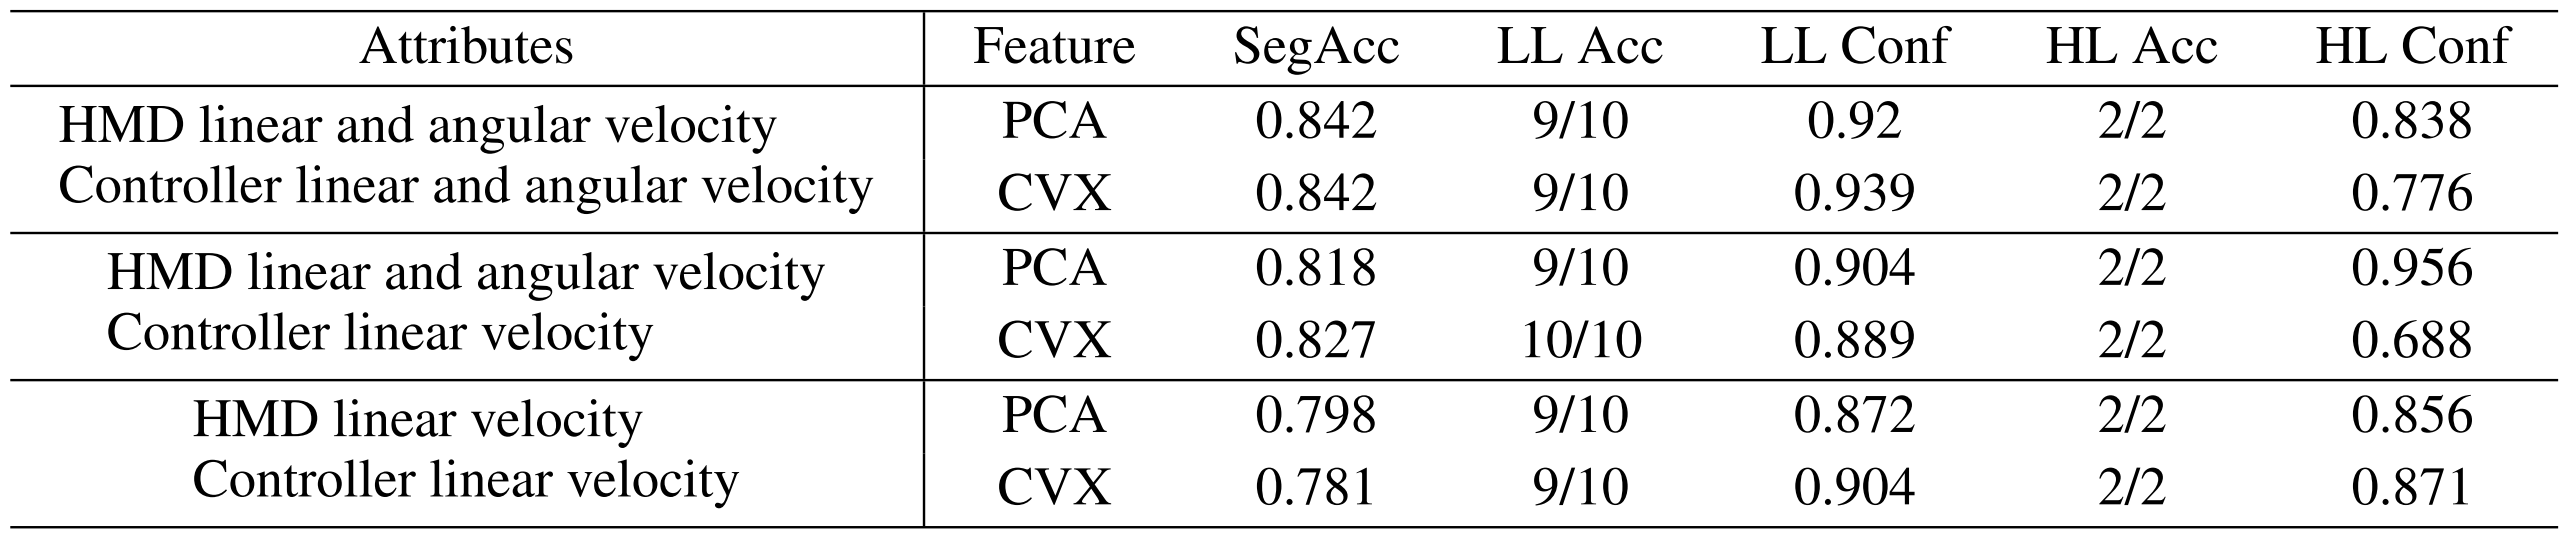 Attributes Feature SegAcc LL Acc LL Conf HL Acc HL Conf
HMD linear and angular velocity PCA 0.842 9/10 0.92 2/2 0.838
Controller linear and angular velocity CVX 0.842 9/10 0.939 2/2 0.776
HMD linear and angular velocity PCA 0.818 9/10 0.904 2/2 0.956
Controller linear velocity CVX 0.827 10/10 0.889 2/2 0.688
HMD linear velocity PCA 0.798 9/10 0.872 2/2 0.856
Controller linear velocity CVX 0.781 9/10 0.904 2/2 0.871